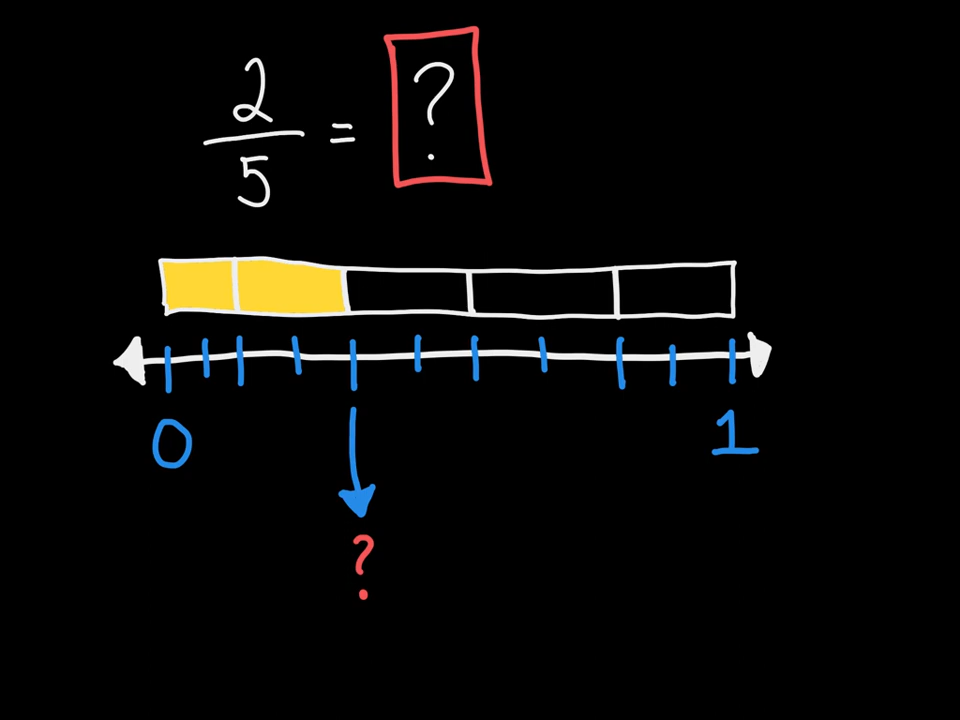 2/5 = ?
0 1
?